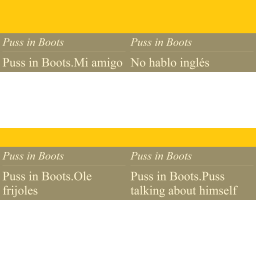 Puss in Boots Puss in Boots
Puss in Boots.Mi amigo No hablo inglés
Puss in Boots Puss in Boots
Puss in Boots.Ole Puss in Boots.Puss
frijoles talking about himself